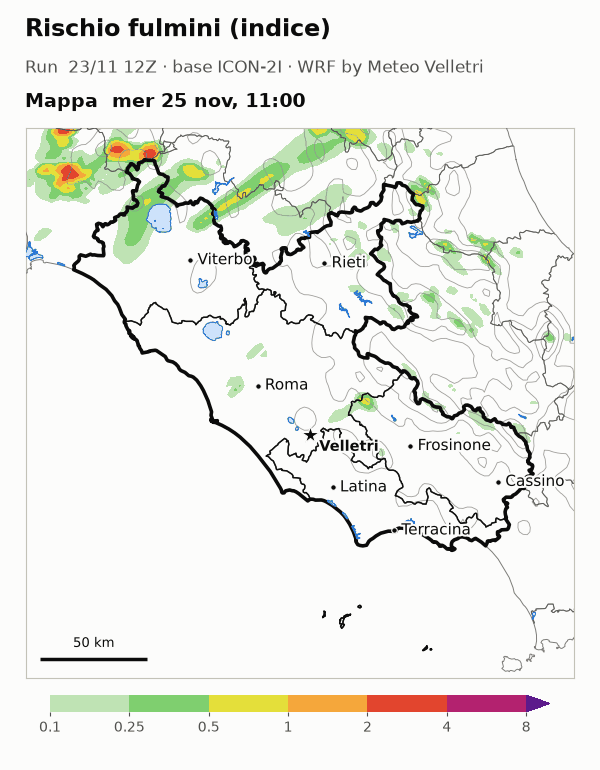 Rischio fulmini (indice)
Run  23/11 12Z · base ICON-2I · WRF by Meteo Velletri
Mappa  mer 25 nov, 11:00
Viterbo
Rieti
Roma
Velletri
Frosinone
Cassino
Latina
Terracina
50 km
0.1 0.25 0.5 1 2 4 8